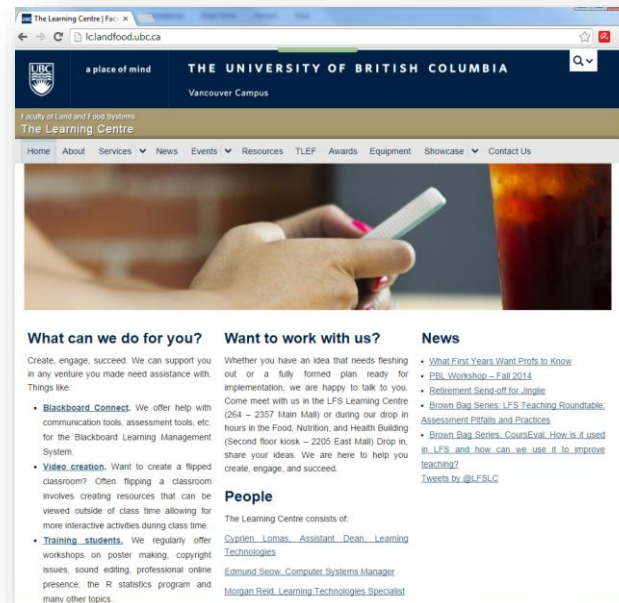 The Learning Centre | Fac
lc.landfood.ubc.ca
UBC
a place of mind
THE UNIVERSITY OF BRITISH COLUMBIA
Vancouver Campus
Faculty of Land and Food Systems
The Learning Centre
Home About Services News Events Resources TLEF Awards Equipment Showcase Contact Us
What can we do for you?
Create, engage, succeed. We can support you
in any venture you made need assistance with.
Things like:
• Blackboard Connect. We offer help with
communication tools, assessment tools, etc.
for the Blackboard Learning Management
System.
• Video creation. Want to create a flipped
classroom? Often flipping a classroom
involves creating resources that can be
viewed outside of class time allowing for
more interactive activities during class time.
• Training students. We regularly offer
workshops on poster making, copyright
issues, sound editing, professional online
presence, the R statistics program and
many other topics.
Want to work with us?
Whether you have an idea that needs fleshing
out or a fully formed plan ready for
implementation, we are happy to talk to you.
Come meet with us in the LFS Learning Centre
(264 – 2357 Main Mall) or during our drop in
hours in the Food, Nutrition, and Health Building
(Second floor kiosk – 2205 East Mall) Drop in,
share your ideas. We are here to help you
create, engage, and succeed.
People
The Learning Centre consists of:
Cyprien Lomas, Assistant Dean, Learning
Technologies
Edmund Seow, Computer Systems Manager
Morgan Reid, Learning Technologies Specialist
News
• What First Years Want Profs to Know
• PBL Workshop – Fall 2014
• Retirement Send-off for Jinglie
• Brown Bag Series: LFS Teaching Roundtable:
Assessment Pitfalls and Practices
• Brown Bag Series: CoursEval: How is it used
in LFS and how can we use it to improve
teaching?
Tweets by @LFSLC